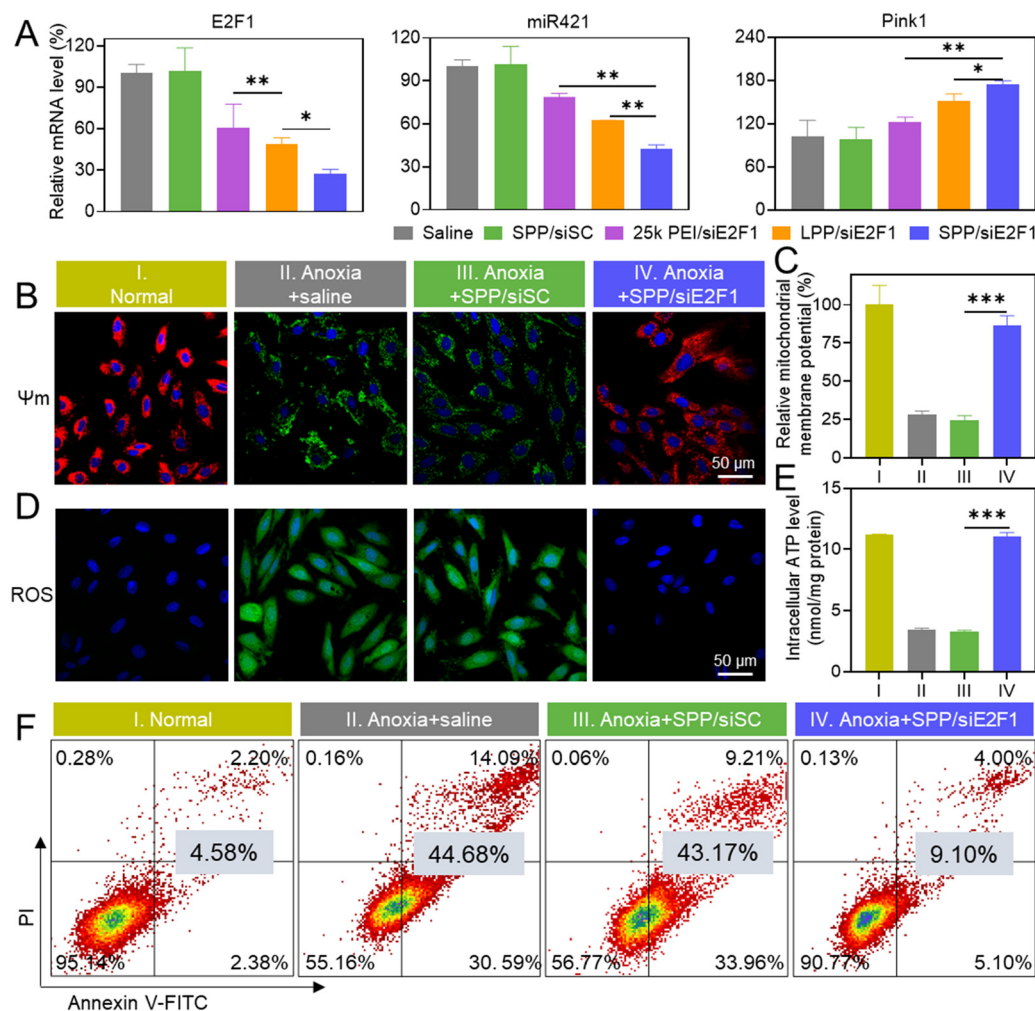 A
E2F1
miR421
Pink1
Relative mRNA level (%)
120
90
60
30
0
**
*
120
90
60
30
0
**
**
240
180
120
60
0
**
*
Saline
SPP/siSC
25k PEI/siE2F1
LPP/siE2F1
SPP/siE2F1
B
I.
Normal
II. Anoxia
+saline
III. Anoxia
+SPP/siSC
IV. Anoxia
+SPP/siE2F1
Ψm
50 μm
C
Relative mitochondrial
membrane potential (%)
100
75
50
25
0
***
I II III IV
D
ROS
50 μm
E
Intracellular ATP level
(nmol/mg protein)
15
10
5
0
***
I II III IV
F
I. Normal
II. Anoxia+saline
III. Anoxia+SPP/siSC
IV. Anoxia+SPP/siE2F1
0.28% 2.20%
4.58%
95.14% 2.38%
0.16% 14.09%
44.68%
55.16% 30.59%
0.06% 9.21%
43.17%
56.77% 33.96%
0.13% 4.00%
9.10%
90.77% 5.10%
PI
Annexin V-FITC